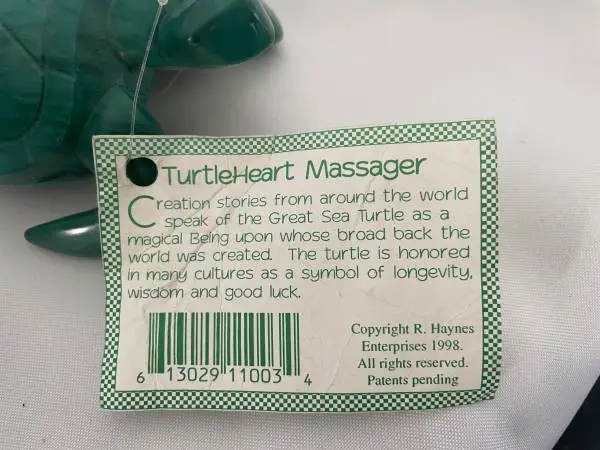 TurtleHeart Massager
Creation stories from around the world
speak of the Great Sea Turtle as a
magical Being upon whose broad back the
world was created. The turtle is honored
in many cultures as a symbol of longevity,
wisdom and good luck.
Copyright R. Haynes
Enterprises 1998.
All rights reserved.
Patents pending
6 13029 11003 4